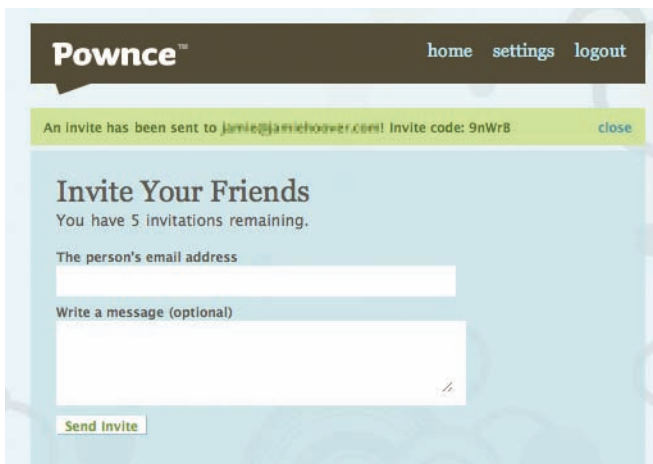 Pownce™
home settings logout
An invite has been sent to ! Invite code: 9nWrB close
Invite Your Friends
You have 5 invitations remaining.
The person's email address
Write a message (optional)
Send Invite